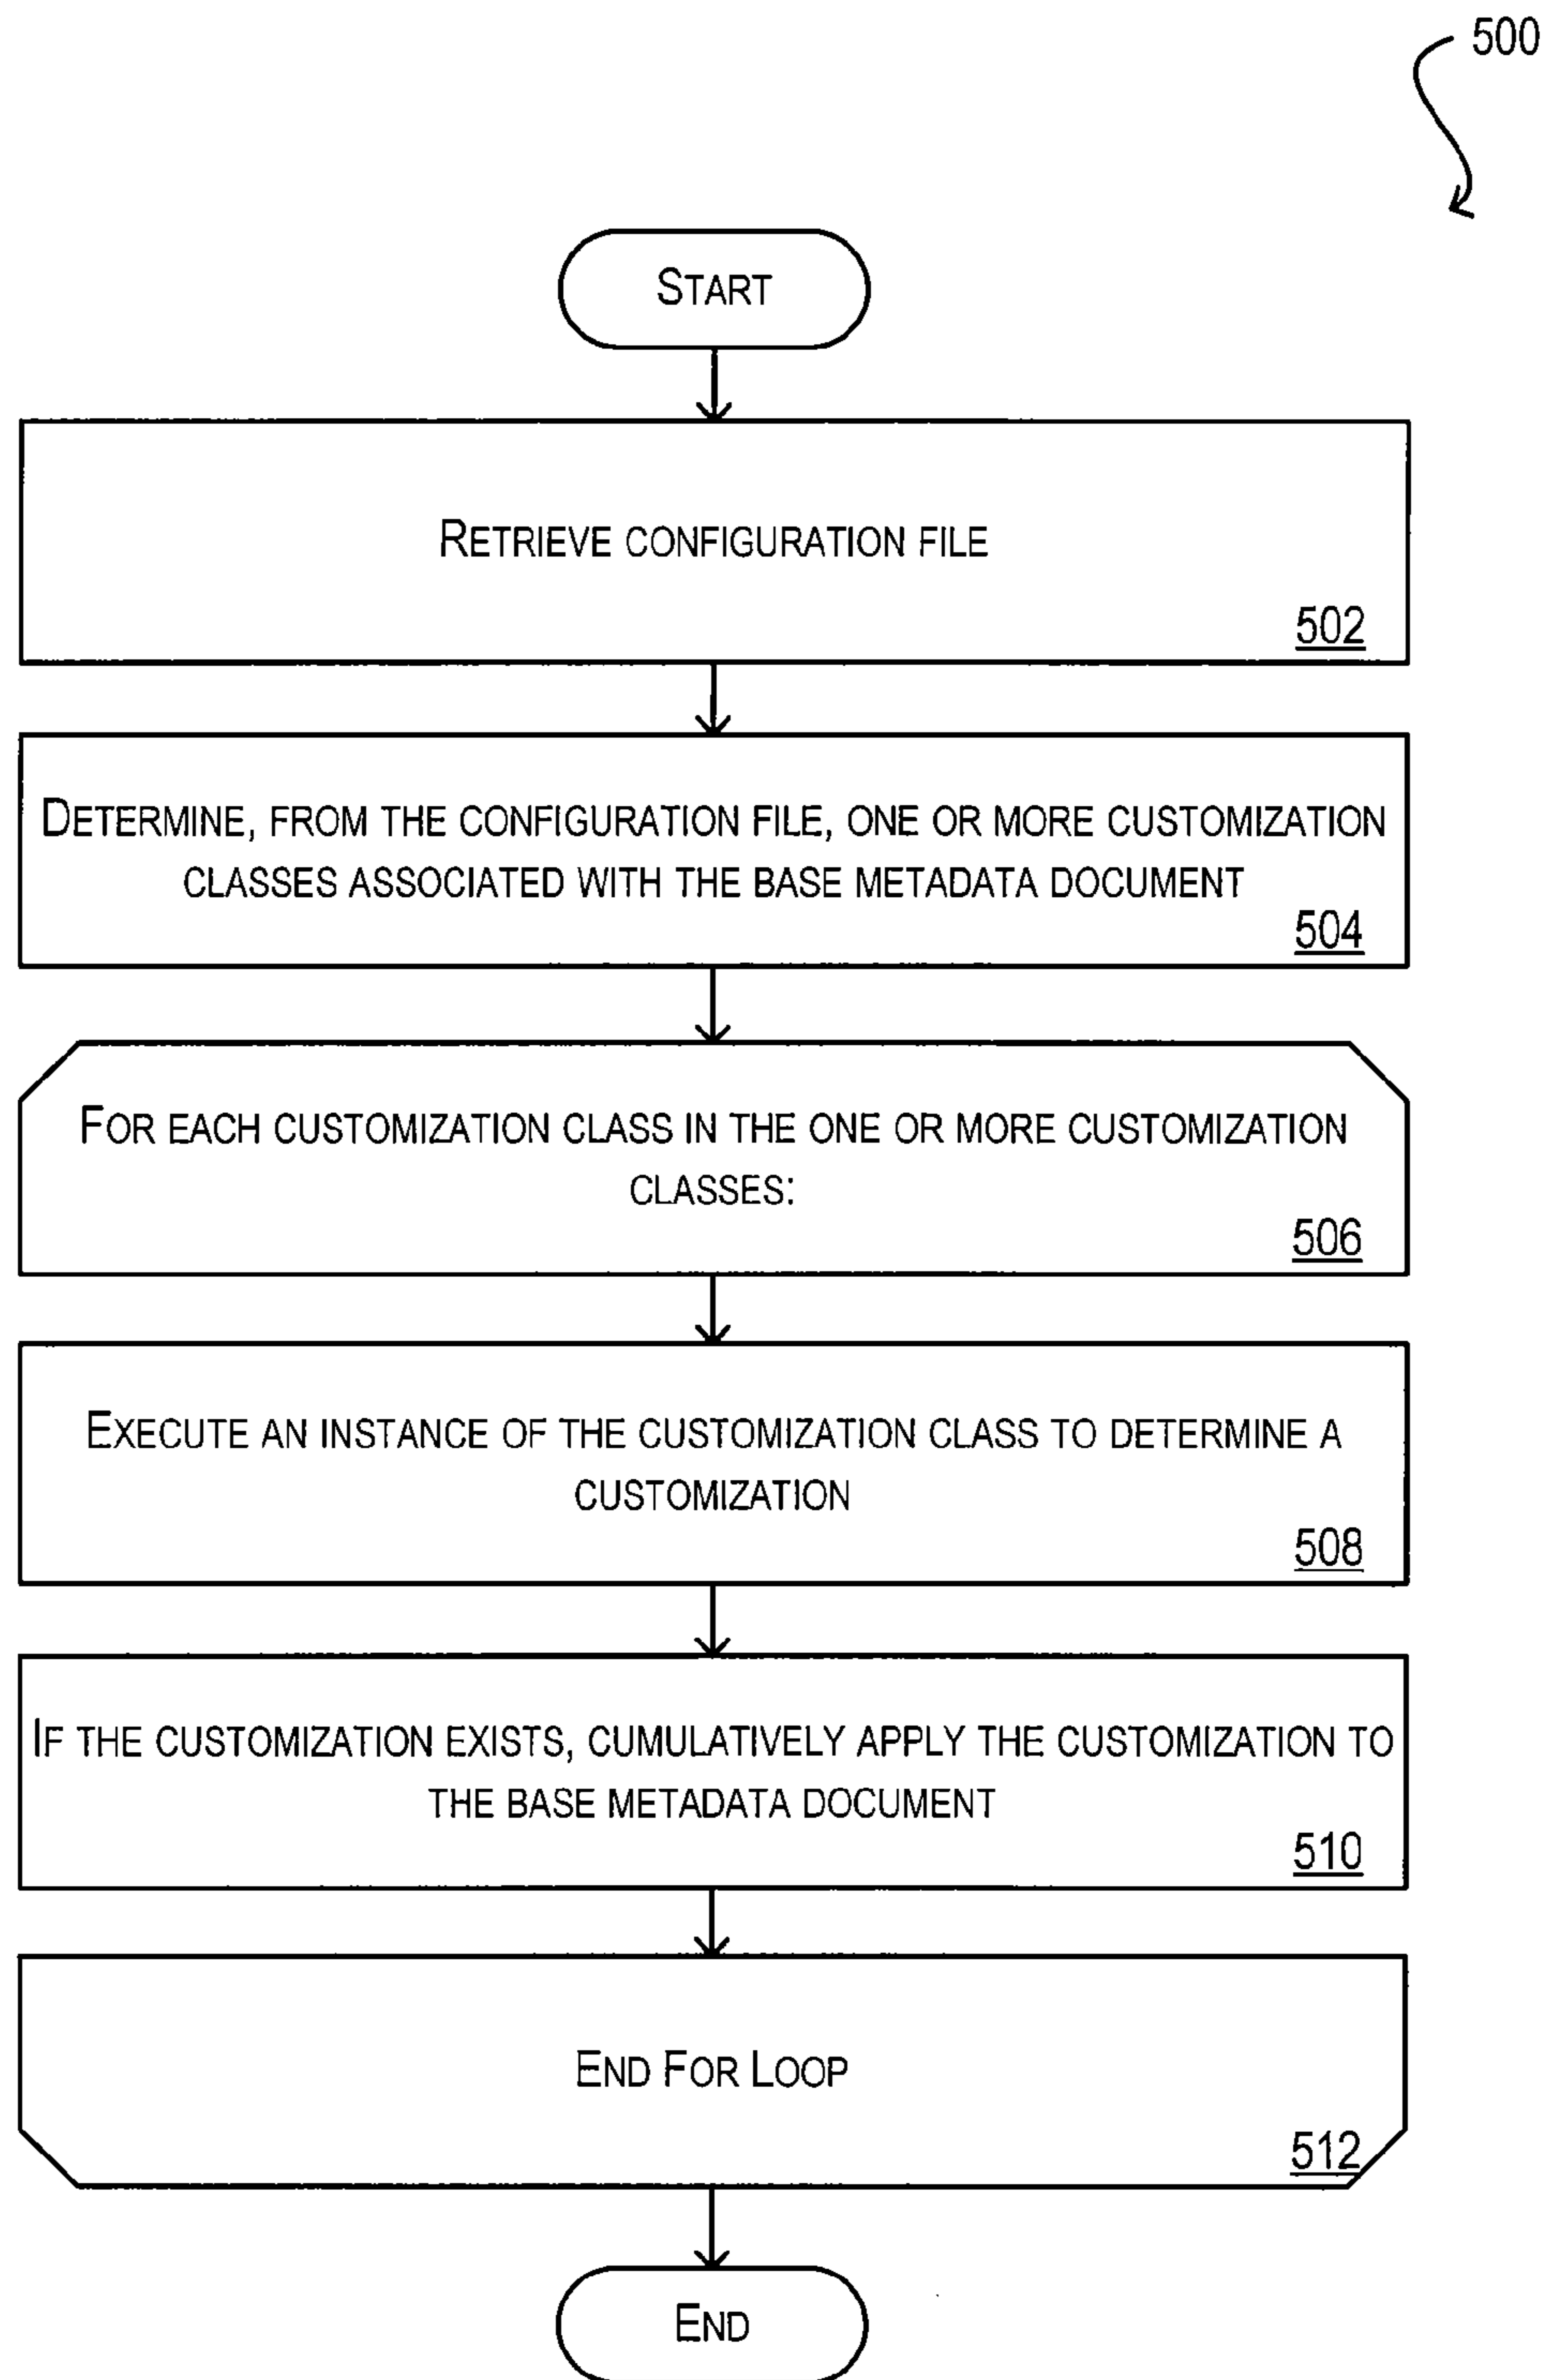 500
START
RETRIEVE CONFIGURATION FILE
502
DETERMINE, FROM THE CONFIGURATION FILE, ONE OR MORE CUSTOMIZATION
CLASSES ASSOCIATED WITH THE BASE METADATA DOCUMENT
504
FOR EACH CUSTOMIZATION CLASS IN THE ONE OR MORE CUSTOMIZATION
CLASSES:
506
EXECUTE AN INSTANCE OF THE CUSTOMIZATION CLASS TO DETERMINE A
CUSTOMIZATION
508
IF THE CUSTOMIZATION EXISTS, CUMULATIVELY APPLY THE CUSTOMIZATION TO
THE BASE METADATA DOCUMENT
510
END FOR LOOP
512
END